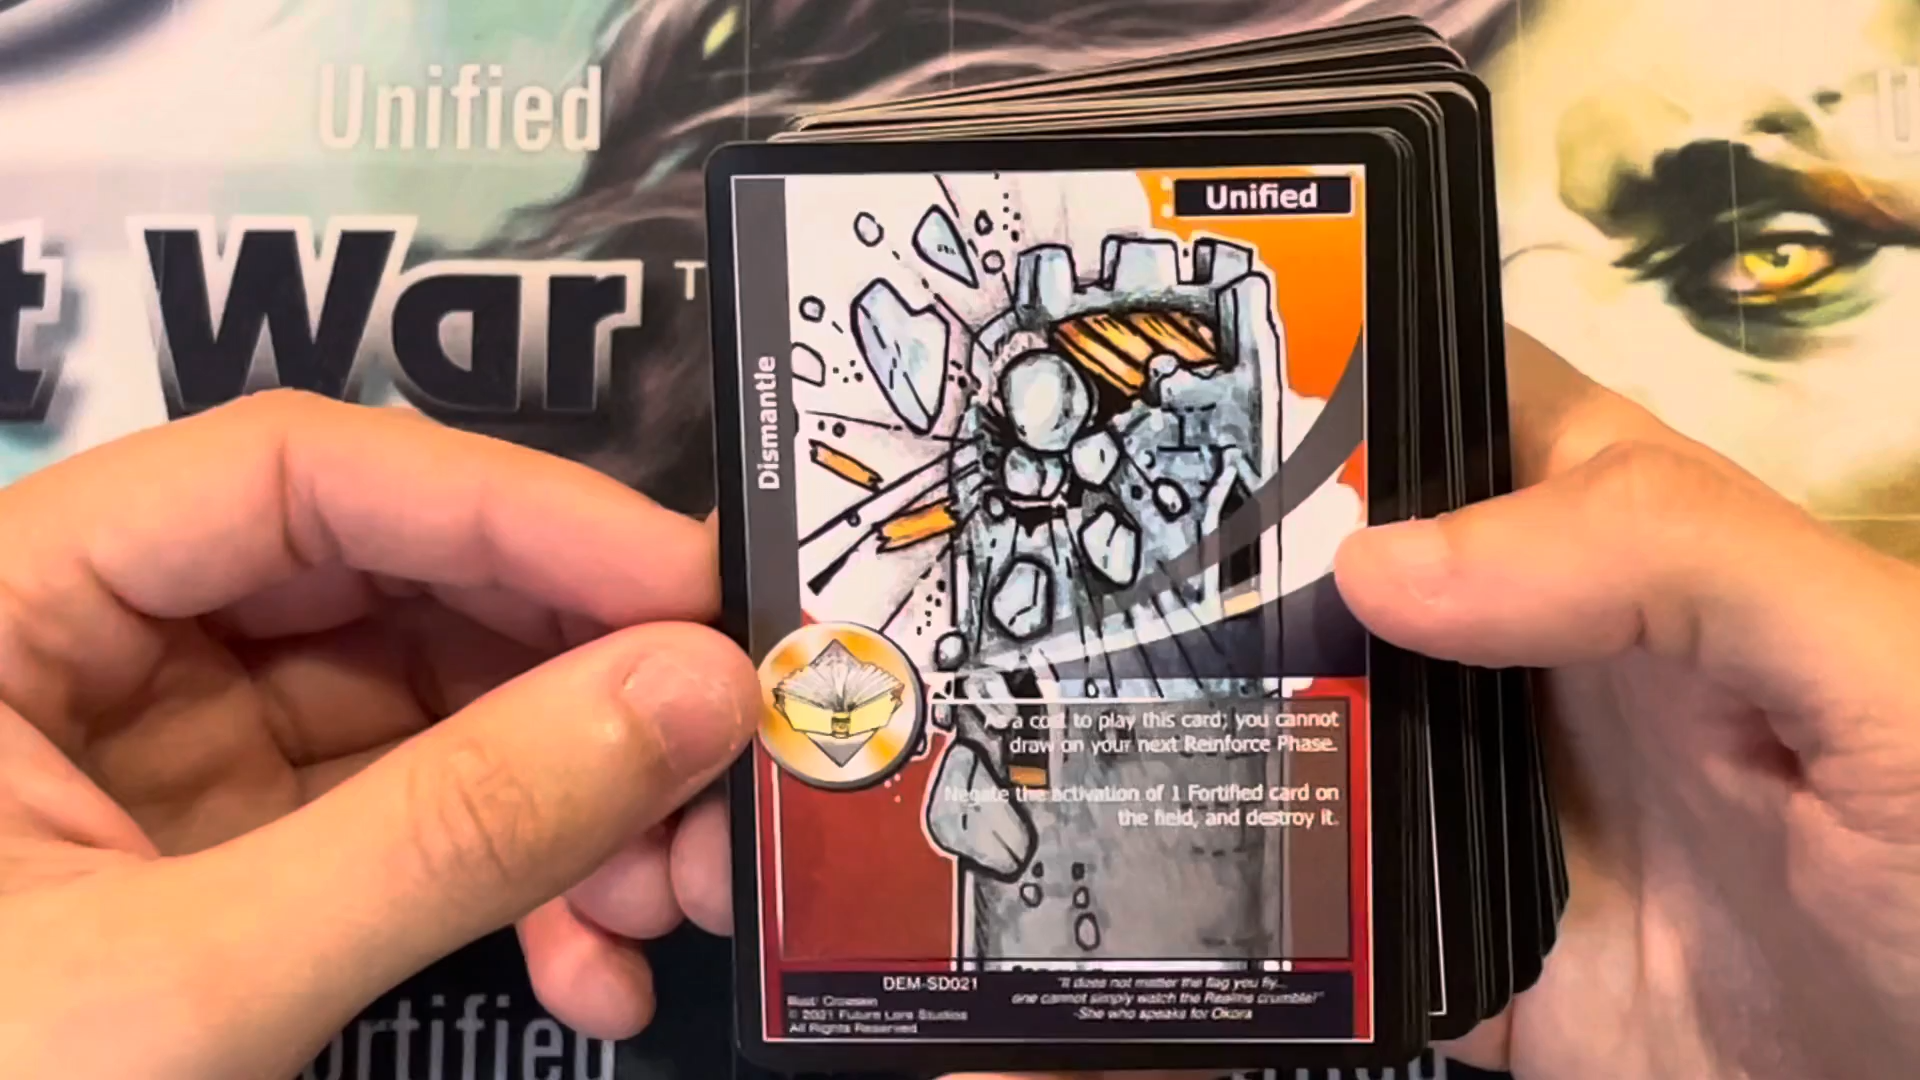 Unified
t War T
Unified
Dismantle
As a cost to play this card; you cannot
draw on your next Reinforce Phase.
Negate the activation of 1 Fortified card on
the field, and destroy it.
DEM-SD021
© 2021 Future Lore Studios
All Rights Reserved
"It does not matter the flag you fly...
one cannot simply watch the Realms crumble!"
-She who speaks for Okora
ortified